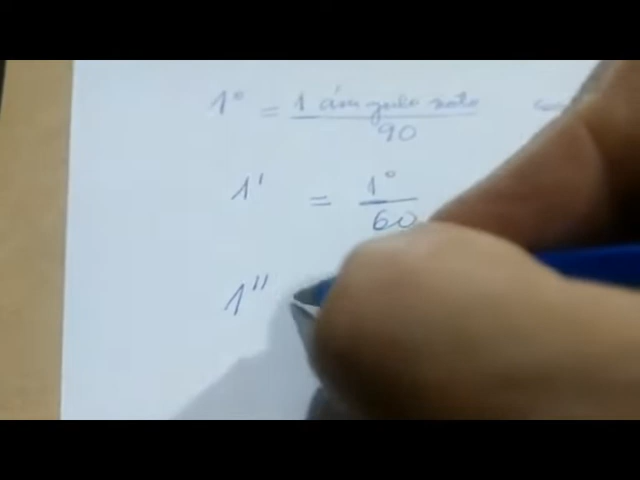 1° = 1 ângulo reto / 90
1' = 1° / 60
1"